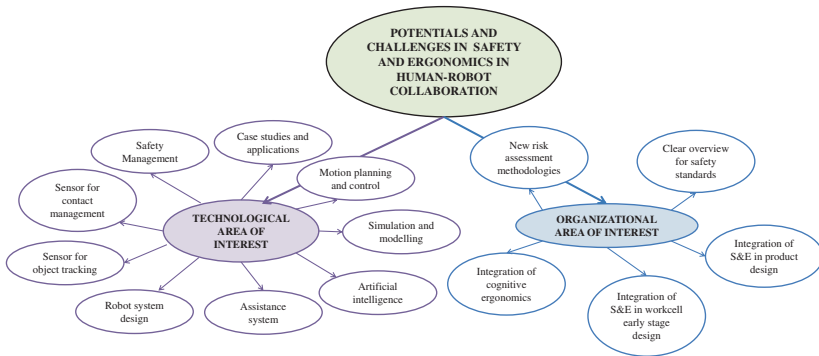 POTENTIALS AND
CHALLENGES IN SAFETY
AND ERGONOMICS IN
HUMAN-ROBOT
COLLABORATION
Case studies and
applications
Safety
Management
Motion planning
and control
Sensor for
contact
management
TECHNOLOGICAL
AREA OF
INTEREST
Simulation and
modelling
Sensor for
object tracking
Artificial
intelligence
Robot system
design
Assistance
system
New risk
assessment
methodologies
Clear overview
for safety
standards
ORGANIZATIONAL
AREA OF INTEREST
Integration of
S&E in product
design
Integration of
cognitive
ergonomics
Integration of
S&E in workcell
early stage
design